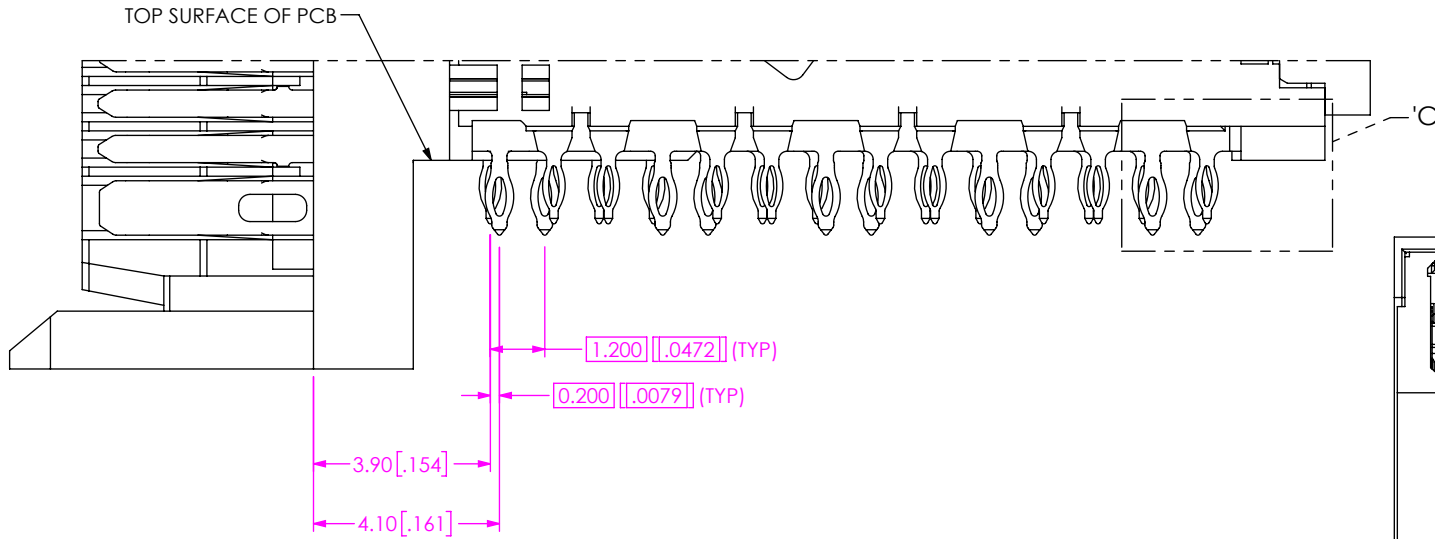 TOP SURFACE OF PCB
1.200 [.0472] (TYP)
0.200 [.0079] (TYP)
3.90[.154]
4.10[.161]